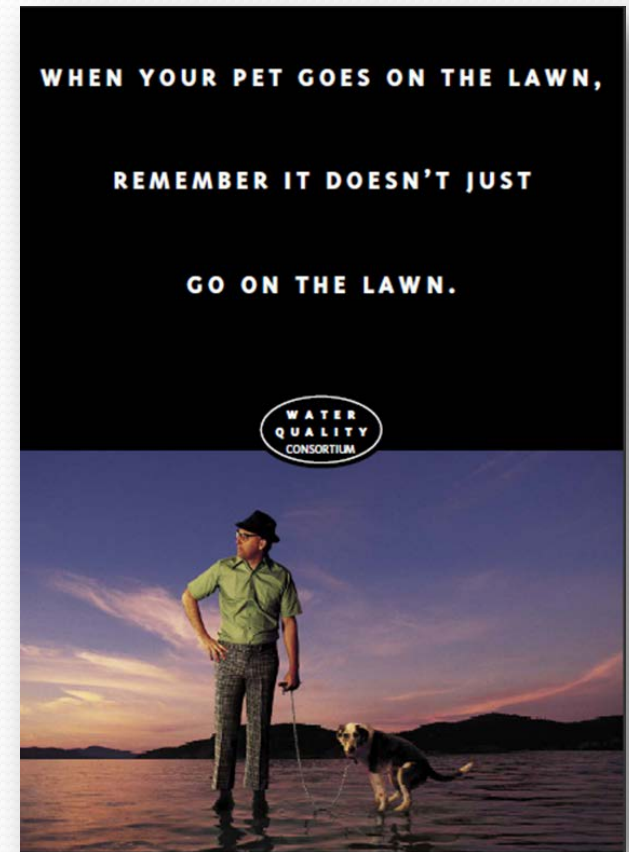 WHEN YOUR PET GOES ON THE LAWN,
REMEMBER IT DOESN'T JUST
GO ON THE LAWN.
WATER
QUALITY
CONSORTIUM